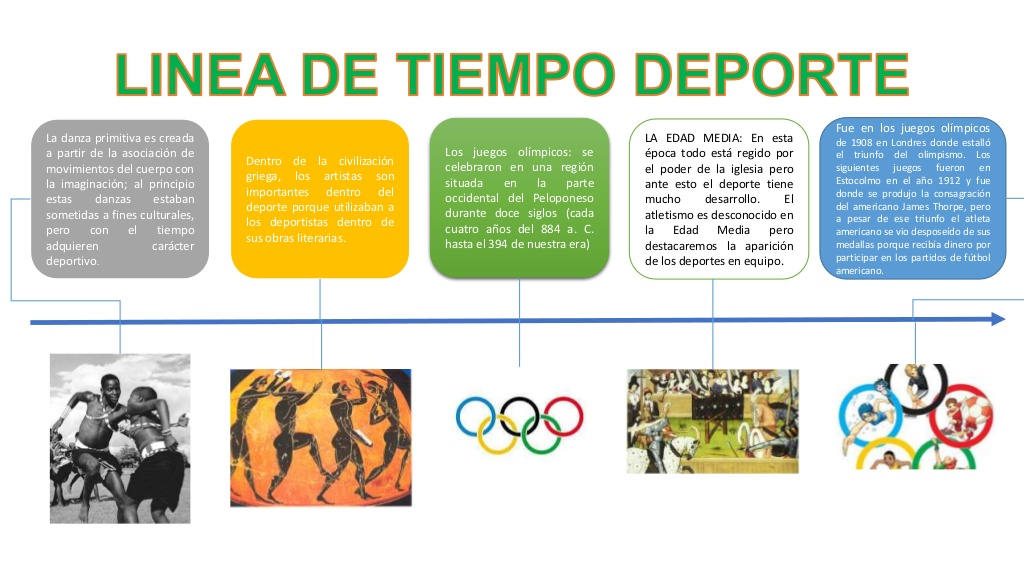 LINEA DE TIEMPO DEPORTE
La danza primitiva es creada
a partir de la asociación de
movimientos del cuerpo con
la imaginación; al principio
estas danzas estaban
sometidas a fines culturales,
pero con el tiempo
adquieren carácter
deportivo.
Dentro de la civilización
griega, los artistas son
importantes dentro del
deporte porque utilizaban a
los deportistas dentro de
sus obras literarias.
Los juegos olímpicos: se
celebraron en una región
situada en la parte
occidental del Peloponeso
durante doce siglos (cada
cuatro años del 884 a. C.
hasta el 394 de nuestra era)
LA EDAD MEDIA: En esta
época todo está regido por
el poder de la iglesia pero
ante esto el deporte tiene
mucho desarrollo. El
atletismo es desconocido en
la Edad Media pero
destacaremos la aparición
de los deportes en equipo.
Fue en los juegos olímpicos
de 1908 en Londres donde estalló
el triunfo del olimpismo. Los
siguientes juegos fueron en
Estocolmo en el año 1912 y fue
donde se produjo la consagración
del americano James Thorpe, pero
a pesar de ese triunfo el atleta
americano se vio desposeído de sus
medallas porque recibía dinero por
participar en los partidos de fútbol
americano.